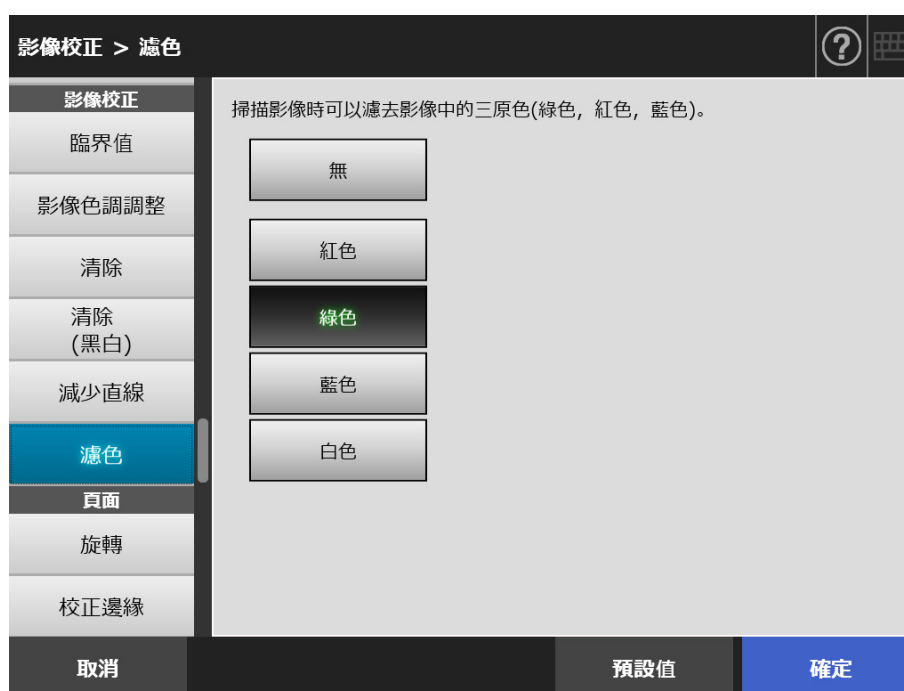 影像校正 > 濾色
?
影像校正
臨界值
影像色調調整
清除
清除
(黑白)
減少直線
濾色
頁面
旋轉
校正邊緣
掃描影像時可以濾去影像中的三原色(綠色, 紅色, 藍色)。
無
紅色
綠色
藍色
白色
取消
預設值
確定